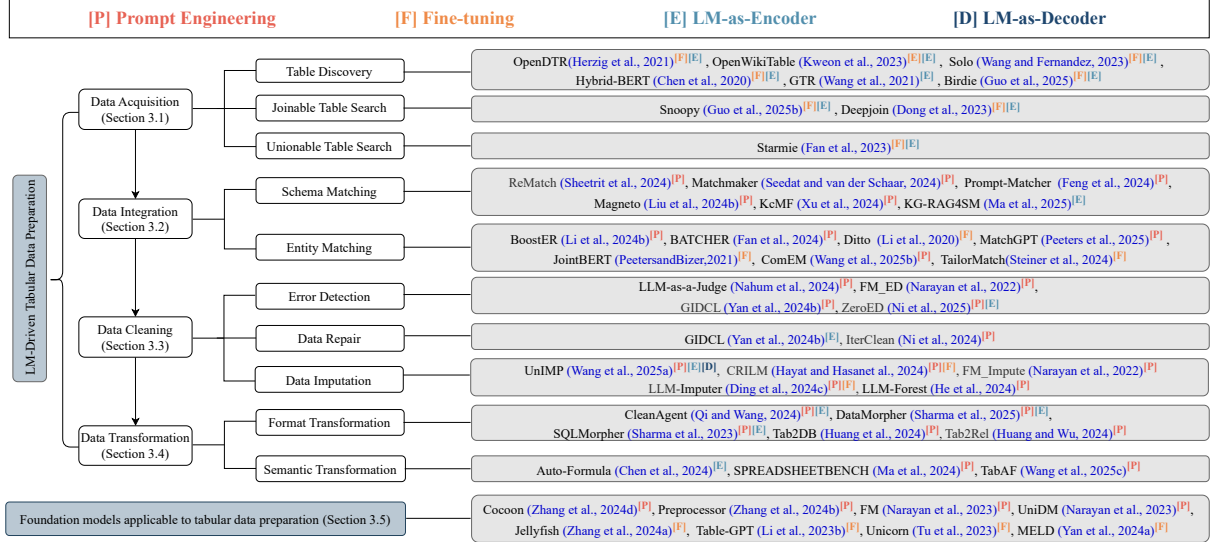 [P] Prompt Engineering [F] Fine-tuning [E] LM-as-Encoder [D] LM-as-Decoder
LM-Driven Tabular Data Preparation
Data Acquisition
(Section 3.1)
Table Discovery
OpenDTR(Herzig et al., 2021)[F][E] , OpenWikiTable (Kweon et al., 2023)[E][E] , Solo (Wang and Fernandez, 2023)[F][E] ,
Hybrid-BERT (Chen et al., 2020)[F][E] , GTR (Wang et al., 2021)[E] , Birdie (Guo et al., 2025)[F][E]
Joinable Table Search
Snoopy (Guo et al., 2025b)[F][E] , Deepjoin (Dong et al., 2023)[F][E]
Unionable Table Search
Starmie (Fan et al., 2023)[F][E]
Data Integration
(Section 3.2)
Schema Matching
ReMatch (Sheetrit et al., 2024)[P], Matchmaker (Seedat and van der Schaar, 2024)[P], Prompt-Matcher (Feng et al., 2024)[P],
Magneto (Liu et al., 2024b)[P], KcMF (Xu et al., 2024)[P], KG-RAG4SM (Ma et al., 2025)[E]
Entity Matching
BoostER (Li et al., 2024b)[P], BATCHER (Fan et al., 2024)[P], Ditto (Li et al., 2020)[F], MatchGPT (Peeters et al., 2025)[P] ,
JointBERT (PeetersandBizer,2021)[F], ComEM (Wang et al., 2025b)[P], TailorMatch(Steiner et al., 2024)[F]
Data Cleaning
(Section 3.3)
Error Detection
LLM-as-a-Judge (Nahum et al., 2024)[P], FM_ED (Narayan et al., 2022)[P],
GIDCL (Yan et al., 2024b)[P], ZeroED (Ni et al., 2025)[P][E]
Data Repair
GIDCL (Yan et al., 2024b)[E], IterClean (Ni et al., 2024)[P]
Data Imputation
UnIMP (Wang et al., 2025a)[P][E][D], CRILM (Hayat and Hasanet al., 2024)[P][F], FM_Impute (Narayan et al., 2022)[P]
LLM-Imputer (Ding et al., 2024c)[P][F], LLM-Forest (He et al., 2024)[P]
Data Transformation
(Section 3.4)
Format Transformation
CleanAgent (Qi and Wang, 2024)[P][E], DataMorpher (Sharma et al., 2025)[P][E],
SQLMorpher (Sharma et al., 2023)[P][E], Tab2DB (Huang et al., 2024)[P], Tab2Rel (Huang and Wu, 2024)[P]
Semantic Transformation
Auto-Formula (Chen et al., 2024)[E], SPREADSHEETBENCH (Ma et al., 2024)[P], TabAF (Wang et al., 2025c)[P]
Foundation models applicable to tabular data preparation (Section 3.5)
Cocoon (Zhang et al., 2024d)[P], Preprocessor (Zhang et al., 2024b)[P], FM (Narayan et al., 2023)[P], UniDM (Narayan et al., 2023)[P],
Jellyfish (Zhang et al., 2024a)[F], Table-GPT (Li et al., 2023b)[F], Unicorn (Tu et al., 2023)[F], MELD (Yan et al., 2024a)[F]